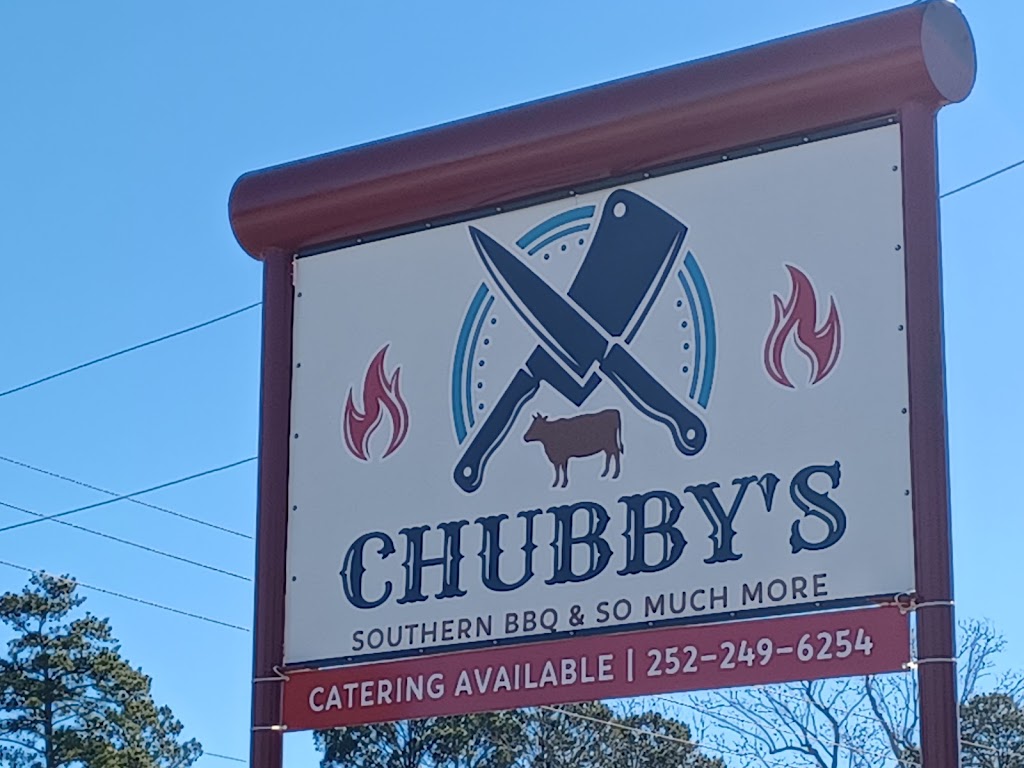 CHUBBY'S
SOUTHERN BBQ & SO MUCH MORE
CATERING AVAILABLE | 252-249-6254